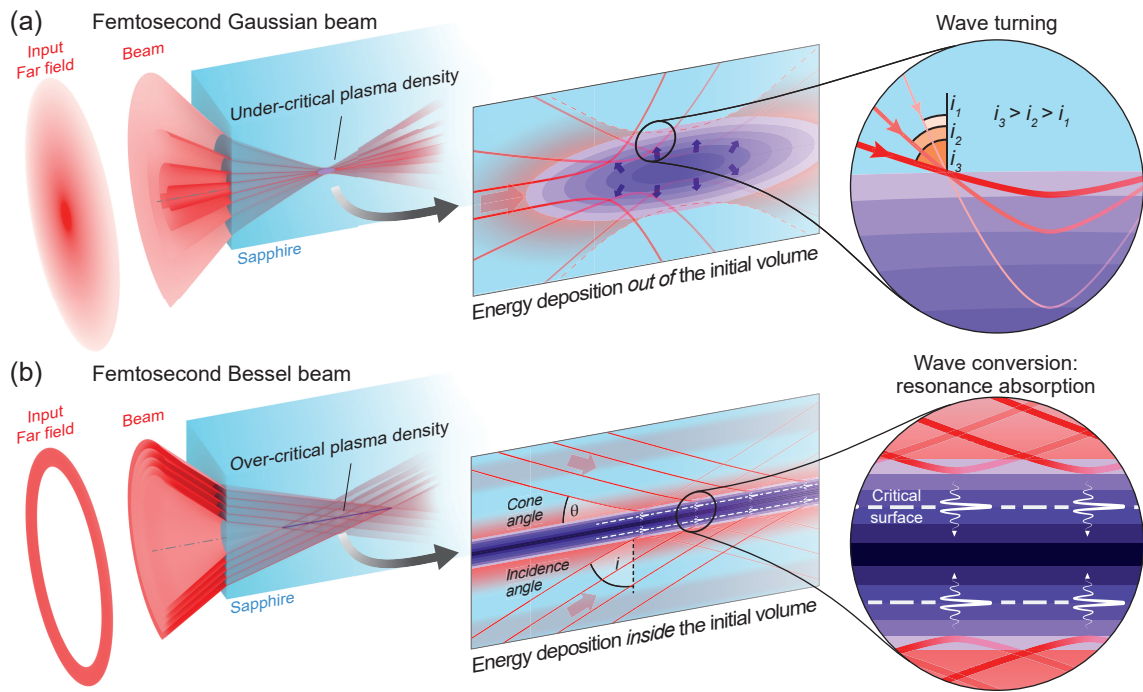 (a)
Femtosecond Gaussian beam
Input
Far field
Beam
Under-critical plasma density
Sapphire
Energy deposition out of the initial volume
Wave turning
i1
i2
i3
i3 > i2 > i1
(b)
Femtosecond Bessel beam
Input
Far field
Beam
Over-critical plasma density
Sapphire
Cone
angle
θ
Incidence
angle
i
Energy deposition inside the initial volume
Wave conversion:
resonance absorption
Critical
surface